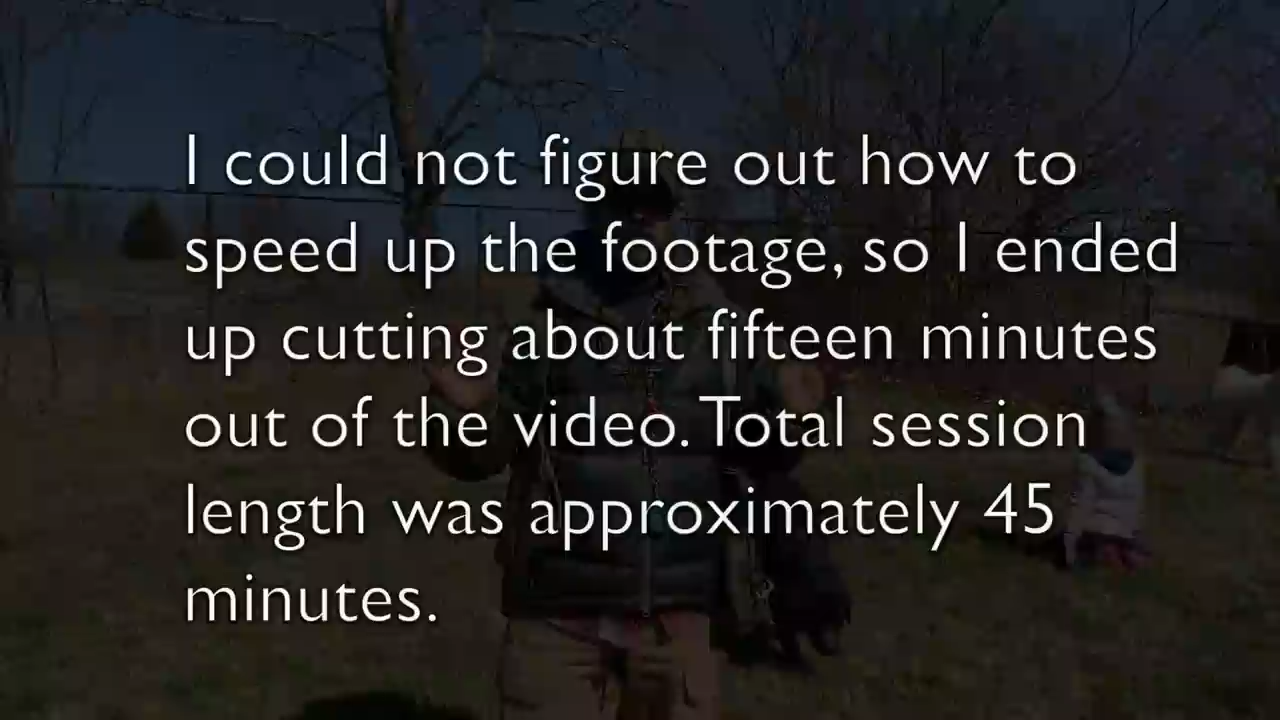 I could not figure out how to
speed up the footage, so I ended
up cutting about fifteen minutes
out of the video. Total session
length was approximately 45
minutes.